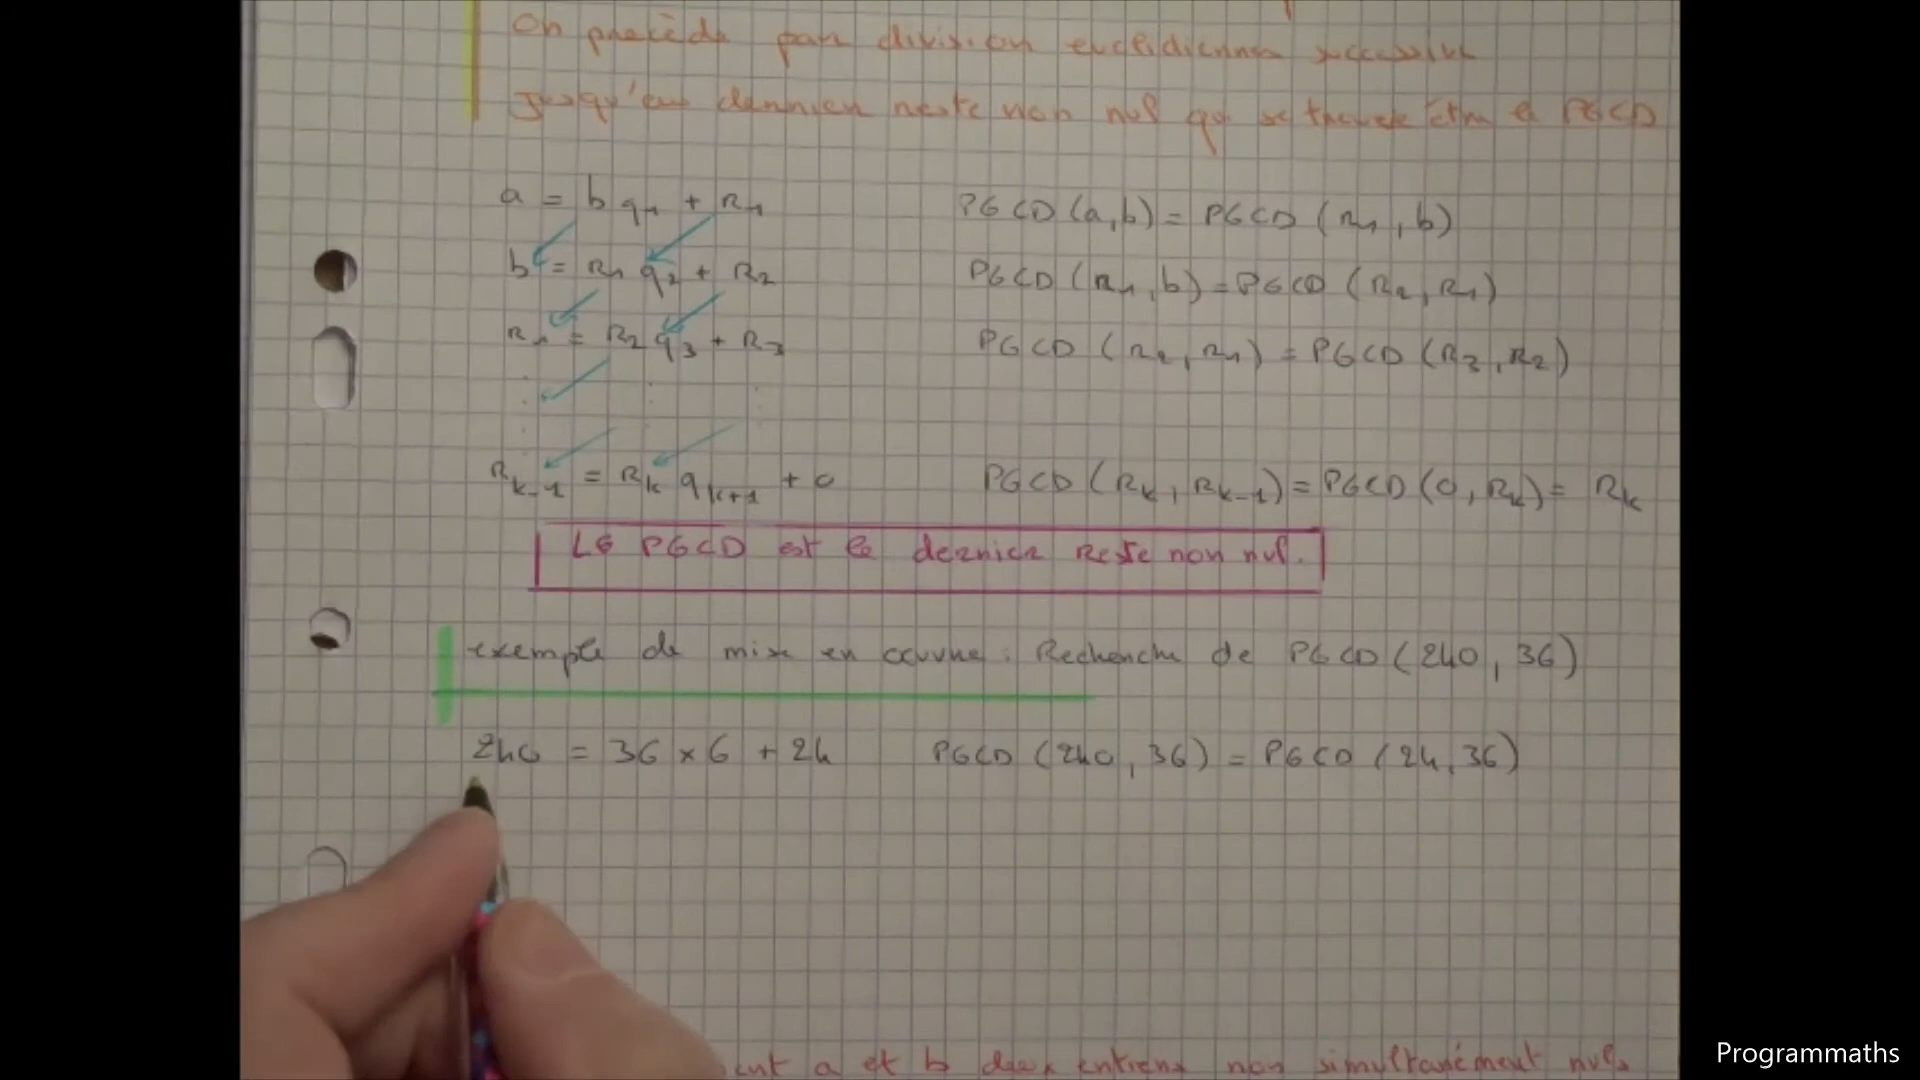 On procède par division euclidienne successive
Jusqu'au dernier reste non nul qui se trouve être le PGCD
a = b q₁ + R₁ PGCD (a,b) = PGCD (R₁, b)
b = R₁ q₂ + R₂ PGCD (R₁, b) = PGCD (R₂, R₁)
R₁ = R₂ q₃ + R₃ PGCD (R₂, R₁) = PGCD (R₃, R₂)
Rₖ₋₁ = Rₖ qₖ₊₁ + 0 PGCD (Rₖ, Rₖ₋₁) = PGCD (0, Rₖ) = Rₖ
Le PGCD est le dernier Reste non nul.
exemple de mise en oeuvre : Recherche de PGCD (240, 36)
240 = 36 × 6 + 24 PGCD (240, 36) = PGCD (24, 36)
a et b deux entiers non simultanément nuls
Programmaths